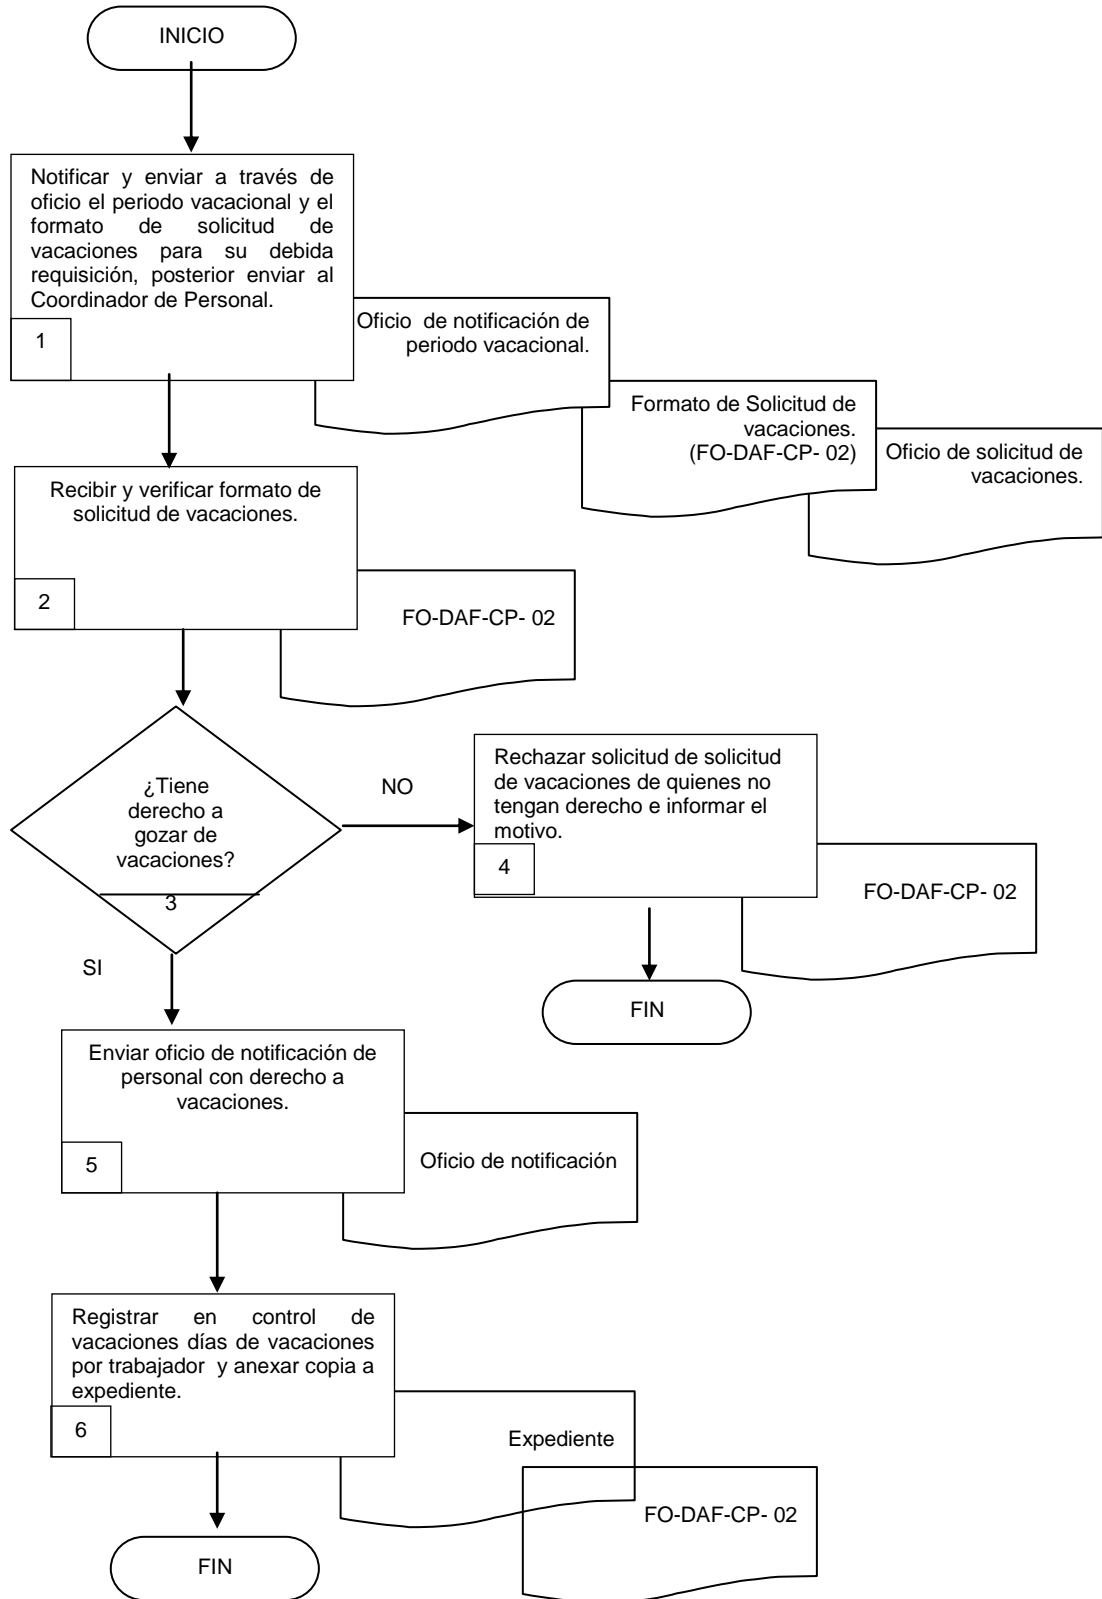 INICIO
Notificar y enviar a través de
oficio el periodo vacacional y el
formato de solicitud de
vacaciones para su debida
requisición, posterior enviar al
Coordinador de Personal.
1
Oficio de notificación de
periodo vacacional.
Formato de Solicitud de
vacaciones.
(FO-DAF-CP- 02)
Oficio de solicitud de
vacaciones.
Recibir y verificar formato de
solicitud de vacaciones.
2
FO-DAF-CP- 02
¿Tiene
derecho a
gozar de
vacaciones?
3
NO
Rechazar solicitud de solicitud
de vacaciones de quienes no
tengan derecho e informar el
motivo.
4
FO-DAF-CP- 02
FIN
SI
Enviar oficio de notificación de
personal con derecho a
vacaciones.
5
Oficio de notificación
Registrar en control de
vacaciones días de vacaciones
por trabajador y anexar copia a
expediente.
6
Expediente
FO-DAF-CP- 02
FIN